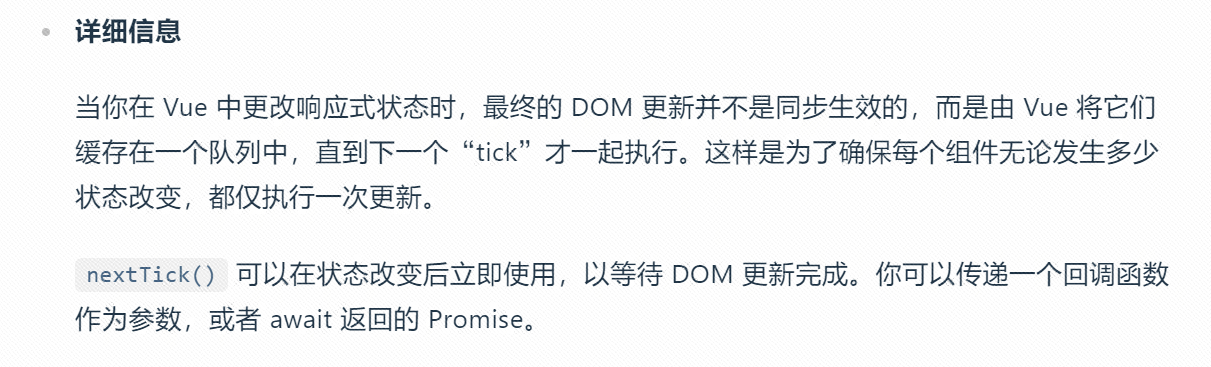 详细信息
当你在 Vue 中更改响应式状态时，最终的 DOM 更新并不是同步生效的，而是由 Vue 将它们
缓存在一个队列中，直到下一个“tick”才一起执行。这样是为了确保每个组件无论发生多少
状态改变，都仅执行一次更新。
nextTick() 可以在状态改变后立即使用，以等待 DOM 更新完成。你可以传递一个回调函数
作为参数，或者 await 返回的 Promise。